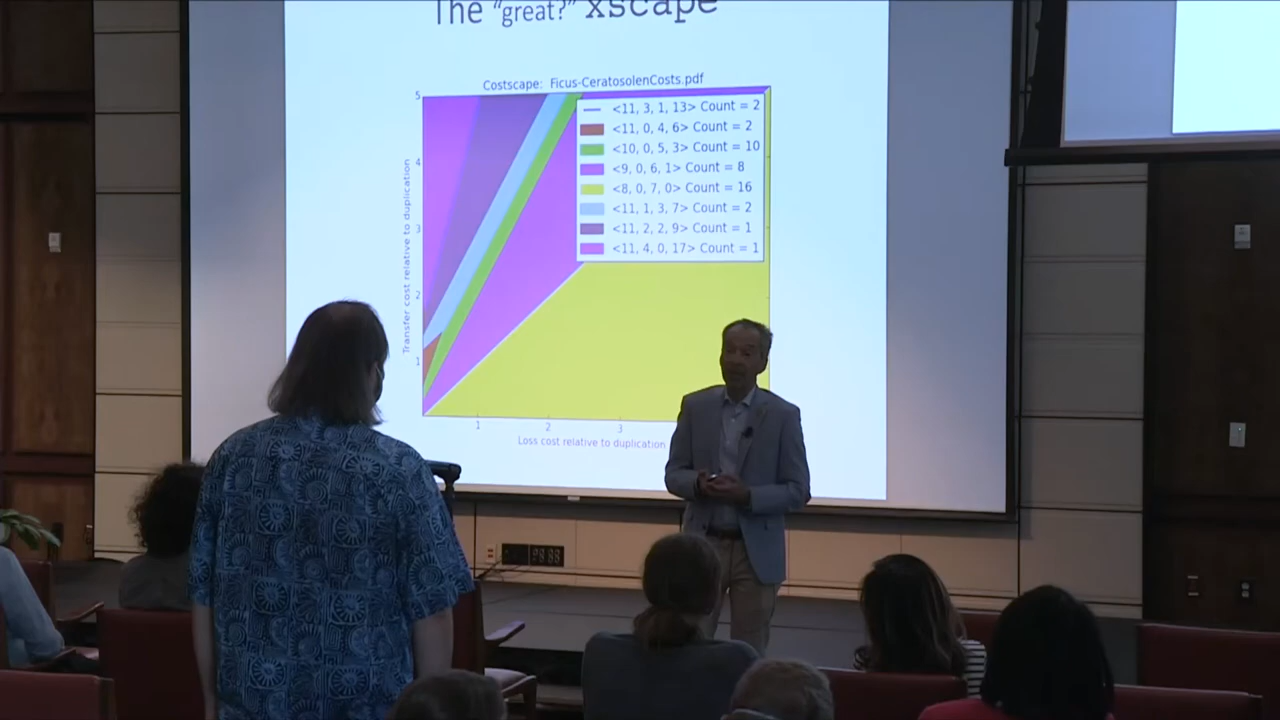 The “great?” xscape
Costscape: Ficus-CeratosolenCosts.pdf
<11, 3, 1, 13> Count = 2
<11, 0, 4, 6> Count = 2
<10, 0, 5, 3> Count = 10
<9, 0, 6, 1> Count = 8
<8, 0, 7, 0> Count = 16
<11, 1, 3, 7> Count = 2
<11, 2, 2, 9> Count = 1
<11, 4, 0, 17> Count = 1
Transfer cost relative to duplication
5
4
3
2
1
1 2 3
Loss cost relative to duplication